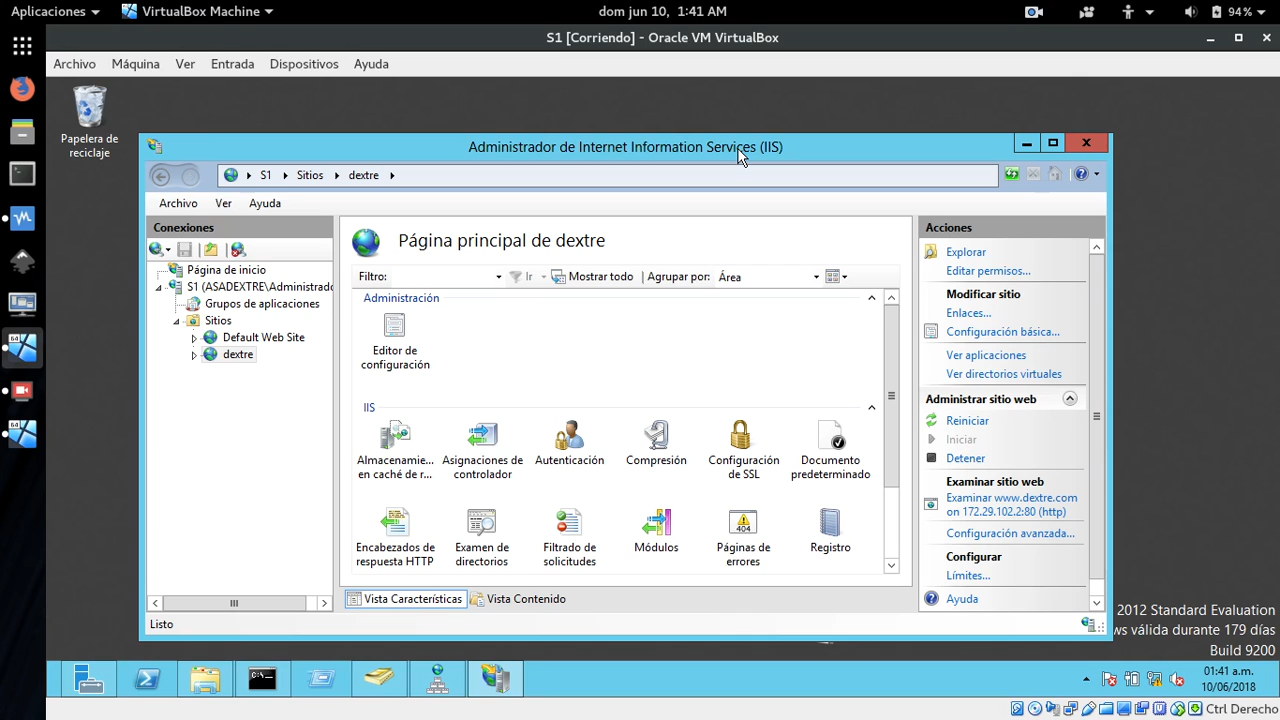 Aplicaciones
VirtualBox Machine
dom jun 10, 1:41 AM
94%
S1 [Corriendo] - Oracle VM VirtualBox
Archivo Máquina Ver Entrada Dispositivos Ayuda
Papelera de
reciclaje
Administrador de Internet Information Services (IIS)
S1 Sitios dextre
Archivo Ver Ayuda
Conexiones
Página de inicio
S1 (ASADEXTRE\Administrado
Grupos de aplicaciones
Sitios
Default Web Site
dextre
Página principal de dextre
Filtro: Ir Mostrar todo Agrupar por: Área
Administración
Editor de
configuración
IIS
Almacenamie...
en caché de r...
Asignaciones de
controlador
Autenticación
Compresión
Configuración
de SSL
Documento
predeterminado
Encabezados de
respuesta HTTP
Examen de
directorios
Filtrado de
solicitudes
Módulos
404
Páginas de
errores
Registro
Vista Características Vista Contenido
Acciones
Explorar
Editar permisos...
Modificar sitio
Enlaces...
Configuración básica...
Ver aplicaciones
Ver directorios virtuales
Administrar sitio web
Reiniciar
Iniciar
Detener
Examinar sitio web
Examinar www.dextre.com
on 172.29.102.2:80 (http)
Configuración avanzada...
Configurar
Límites...
Ayuda
Listo
2012 Standard Evaluation
ws válida durante 179 días
Build 9200
01:41 a.m.
10/06/2018
Ctrl Derecho